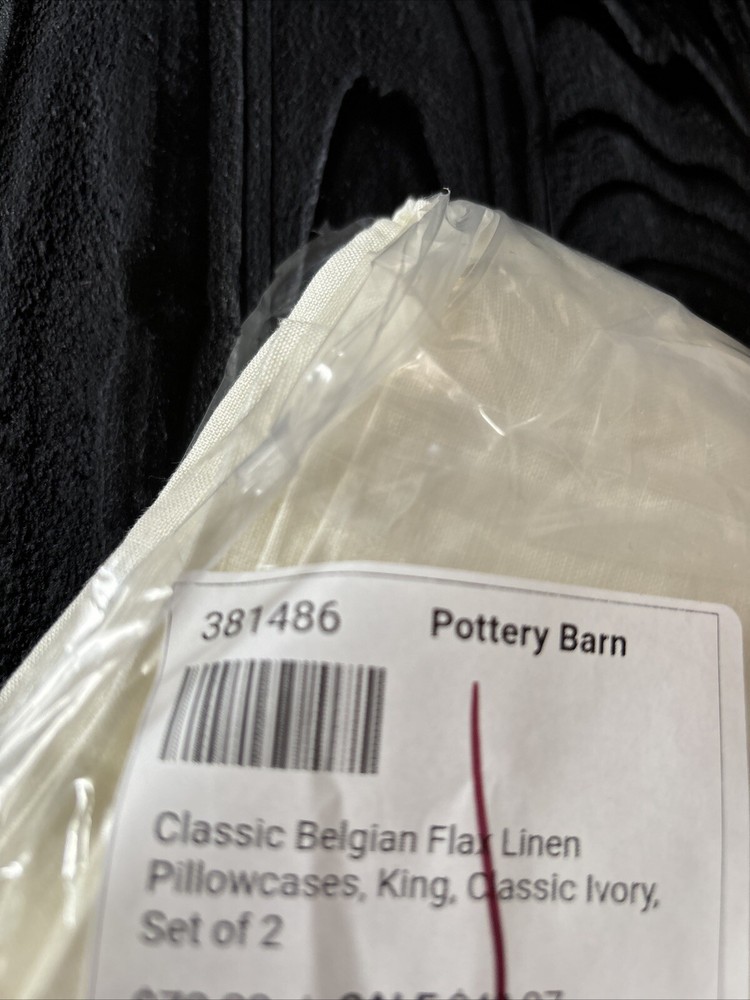 381486
Pottery Barn
Classic Belgian Flax Linen
Pillowcases, King, Classic Ivory,
Set of 2